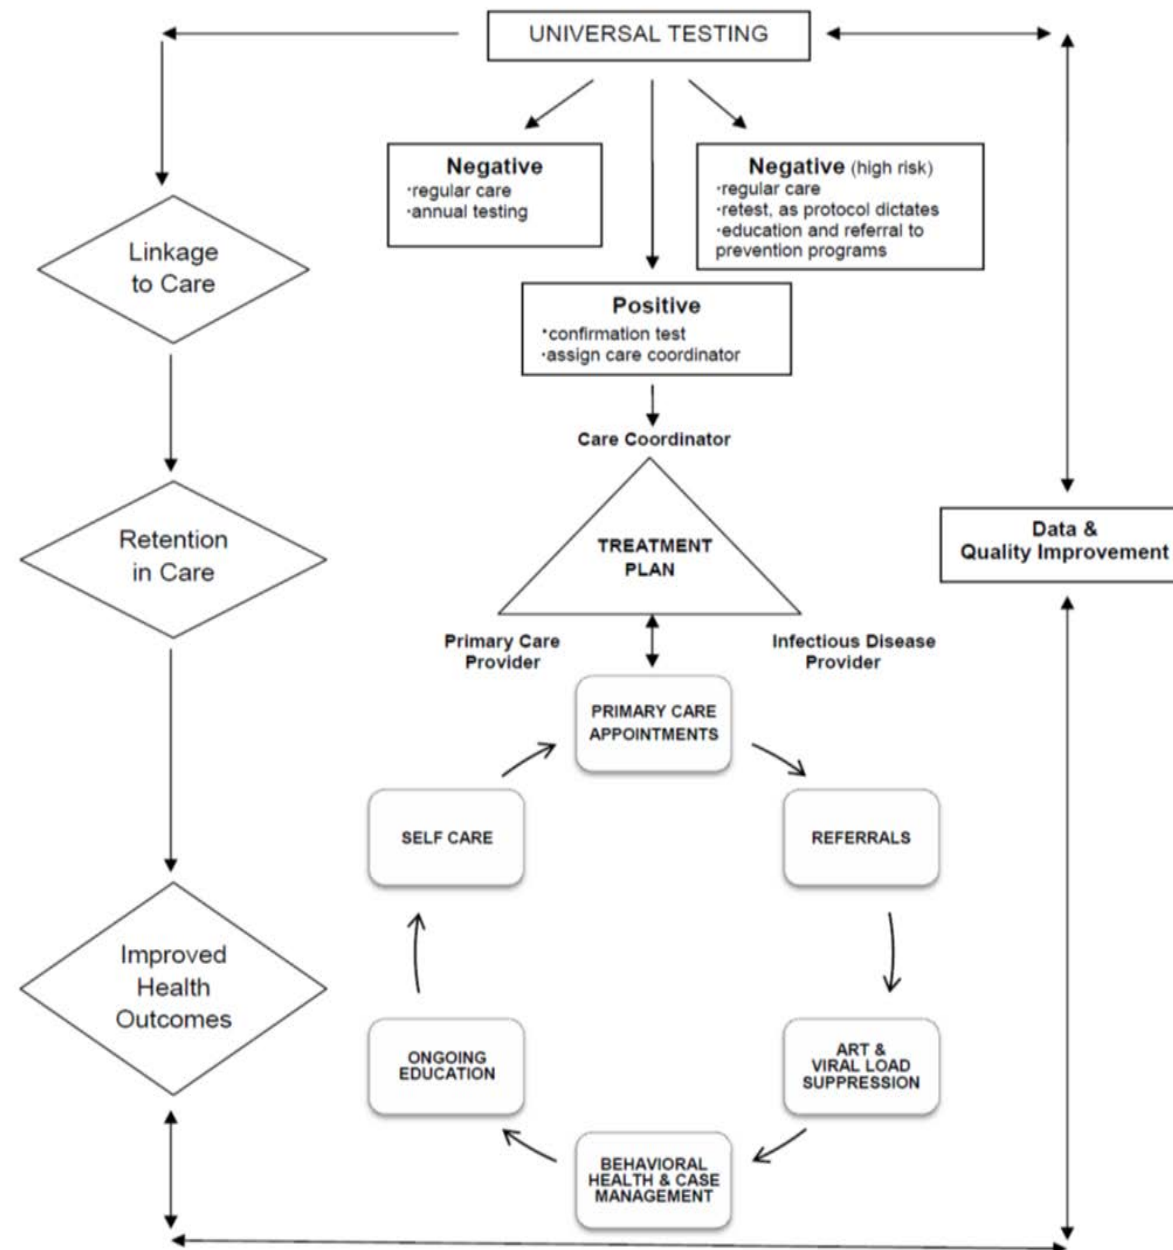 UNIVERSAL TESTING
Negative
·regular care
·annual testing
Negative (high risk)
·regular care
·retest, as protocol dictates
·education and referral to
prevention programs
Linkage
to Care
Positive
·confirmation test
·assign care coordinator
Care Coordinator
TREATMENT
PLAN
Retention
in Care
Data &
Quality Improvement
Primary Care
Provider
Infectious Disease
Provider
PRIMARY CARE
APPOINTMENTS
SELF CARE
REFERRALS
Improved
Health
Outcomes
ONGOING
EDUCATION
ART &
VIRAL LOAD
SUPPRESSION
BEHAVIORAL
HEALTH & CASE
MANAGEMENT